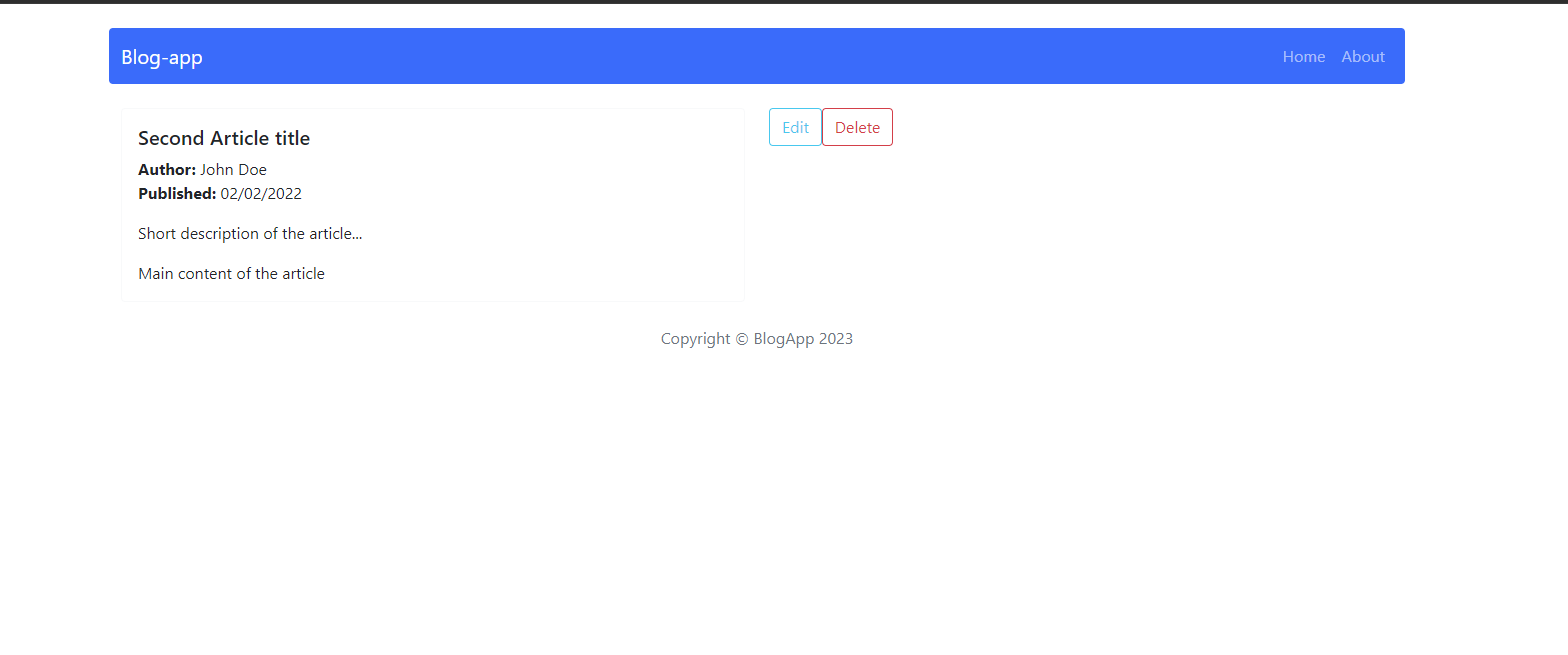 Blog-app
Home About
Second Article title
Edit Delete
Author: John Doe
Published: 02/02/2022
Short description of the article...
Main content of the article
Copyright © BlogApp 2023